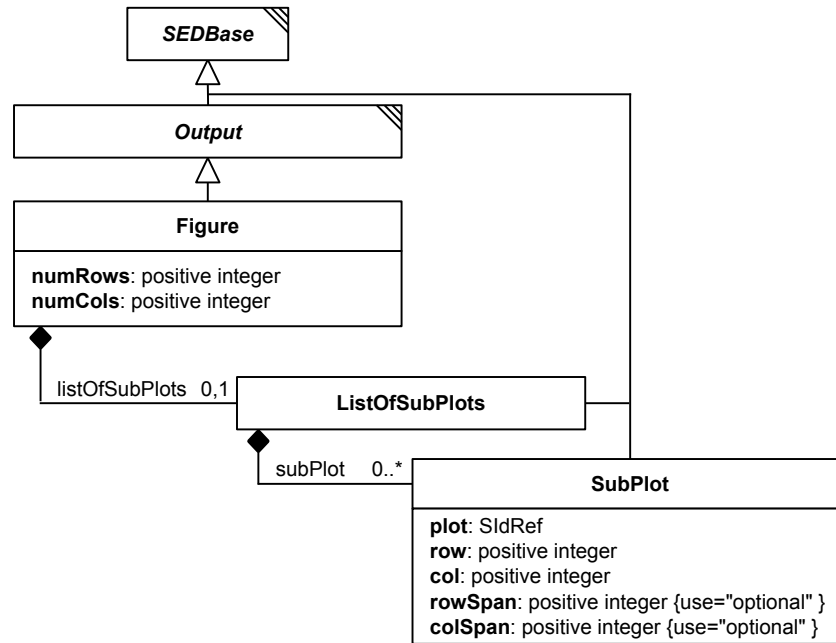 SEDBase
Output
Figure
numRows: positive integer
numCols: positive integer
listOfSubPlots 0,1
ListOfSubPlots
subPlot 0..*
SubPlot
plot: SIdRef
row: positive integer
col: positive integer
rowSpan: positive integer {use="optional" }
colSpan: positive integer {use="optional" }